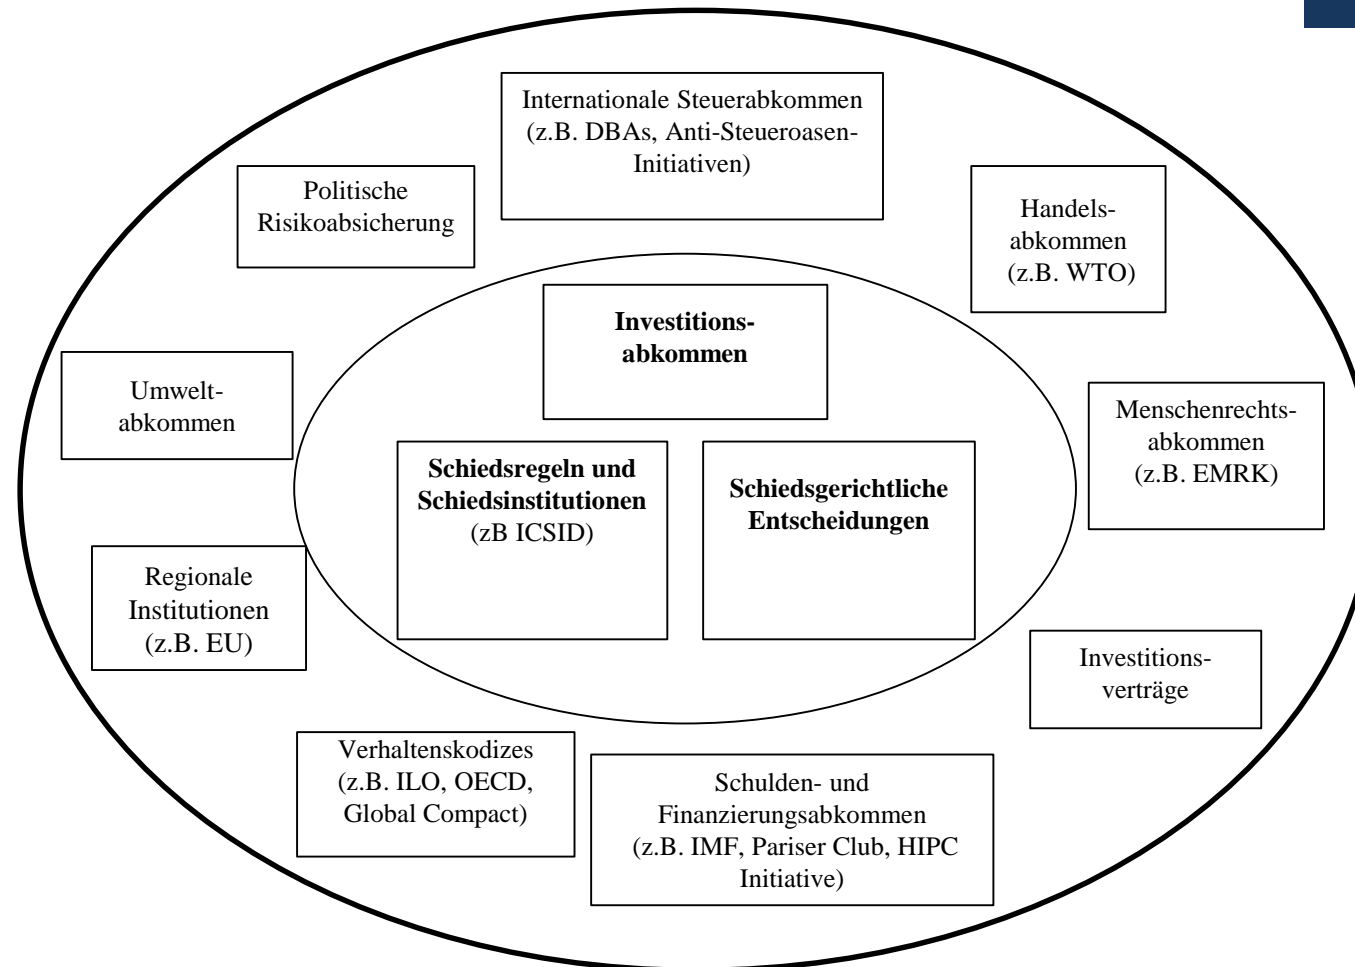 Internationale Steuerabkommen
(z.B. DBAs, Anti-Steueroasen-
Initiativen)
Politische
Risikoabsicherung
Handels-
abkommen
(z.B. WTO)
Investitions-
abkommen
Umwelt-
abkommen
Menschenrechts-
abkommen
(z.B. EMRK)
Schiedsregeln und
Schiedsinstitutionen
(zB ICSID)
Schiedsgerichtliche
Entscheidungen
Regionale
Institutionen
(z.B. EU)
Investitions-
verträge
Verhaltenskodizes
(z.B. ILO, OECD,
Global Compact)
Schulden- und
Finanzierungsabkommen
(z.B. IMF, Pariser Club, HIPC
Initiative)